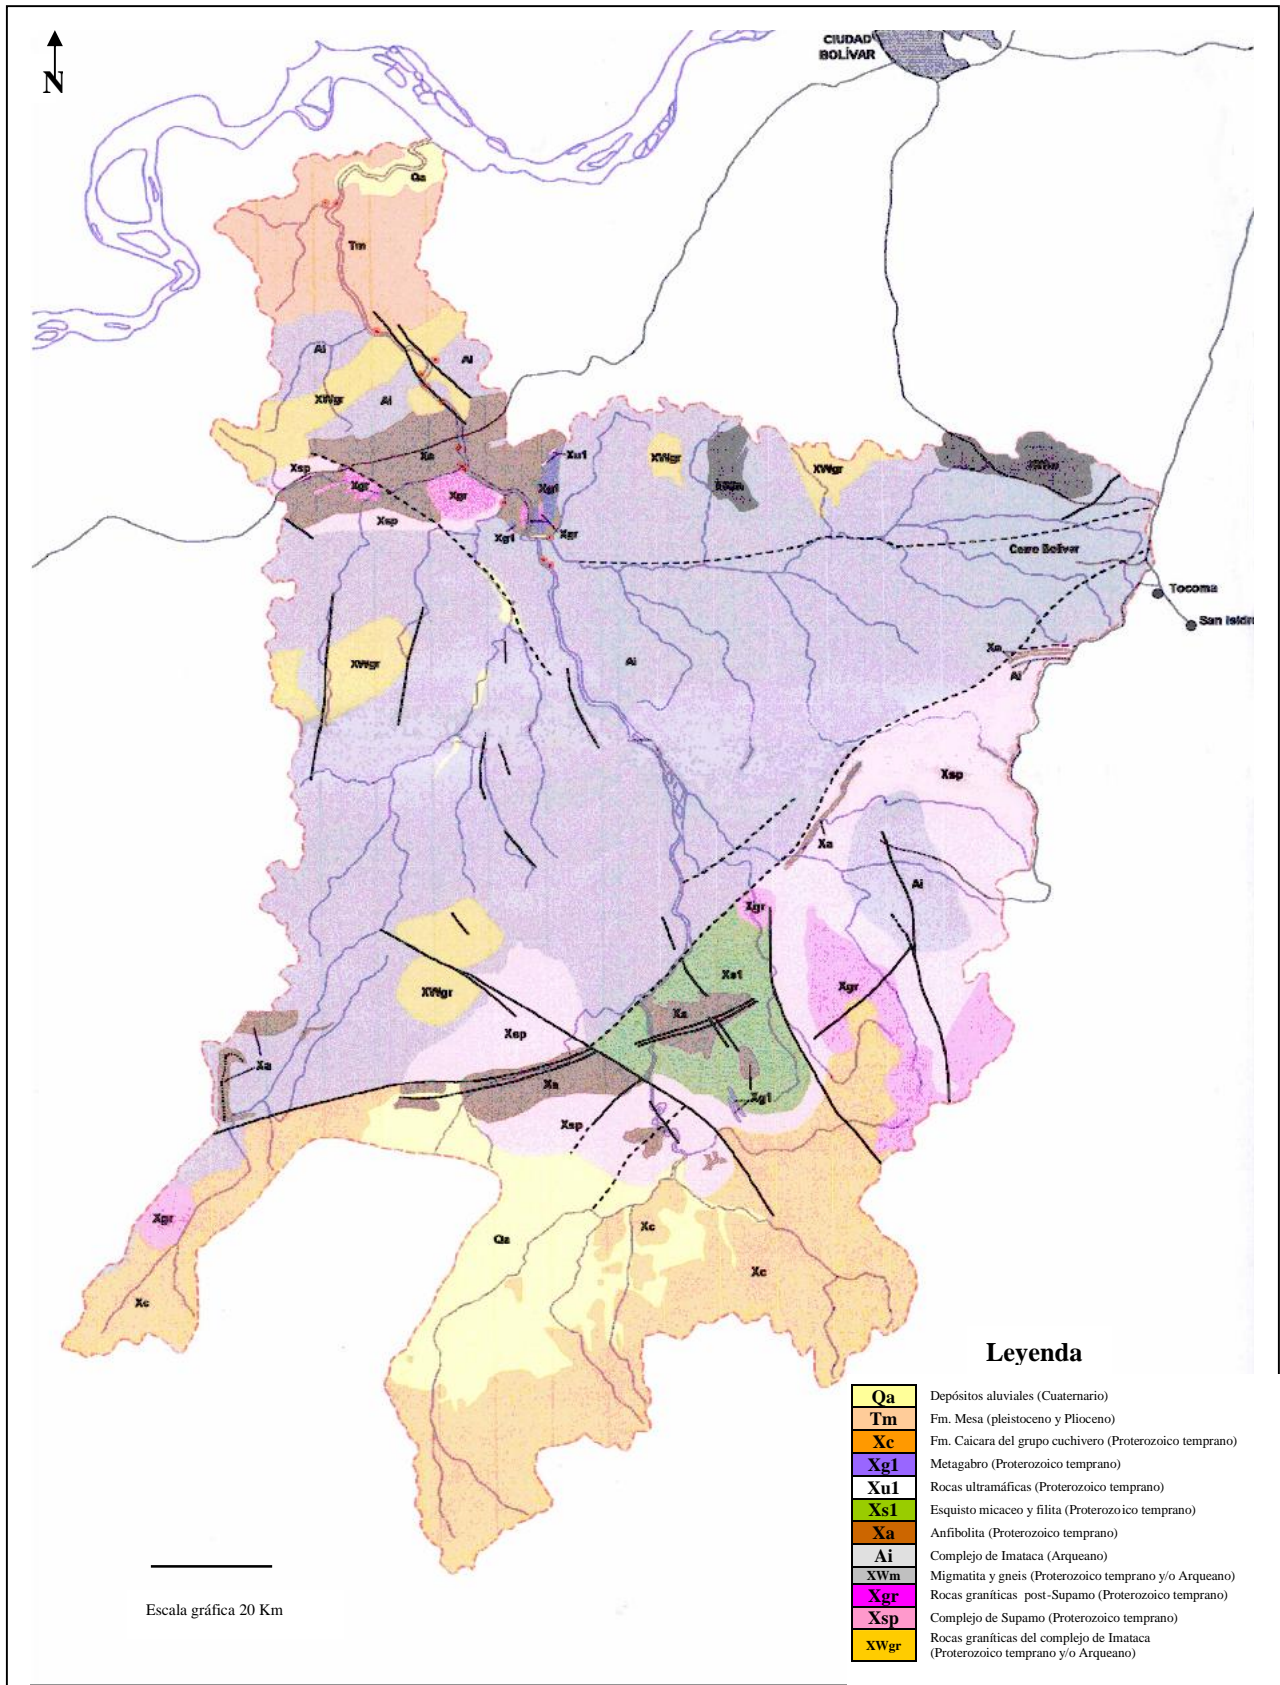 CIUDAD
BOLÍVAR
N
Qa
Tm
Ai
Ai
XWgr
Ai
Xa
Xsp
Xu1
XWgr
XWgr
Xgr
Xgr
Xg1
Xsp
Xg1
Xgr
Cerro Bolívar
Tocoma
San Isidr
Xa
Ai
XWgr
Ai
Xsp
Xa
Ai
Xgr
Xs1
Xgr
XWgr
Xa
Xsp
Xa
Xa
Xg1
Xsp
Xgr
Xc
Qa
Xc
Xc
Leyenda
Qa Depósitos aluviales (Cuaternario)
Tm Fm. Mesa (pleistoceno y Plioceno)
Xc Fm. Caicara del grupo cuchivero (Proterozoico temprano)
Xg1 Metagabro (Proterozoico temprano)
Xu1 Rocas ultramáficas (Proterozoico temprano)
Xs1 Esquisto micaceo y filita (Proterozoico temprano)
Xa Anfibolita (Proterozoico temprano)
Ai Complejo de Imataca (Arqueano)
XWm Migmatita y gneis (Proterozoico temprano y/o Arqueano)
Xgr Rocas graníticas post-Supamo (Proterozoico temprano)
Xsp Complejo de Supamo (Proterozoico temprano)
XWgr Rocas graníticas del complejo de Imataca
(Proterozoico temprano y/o Arqueano)
Escala gráfica 20 Km